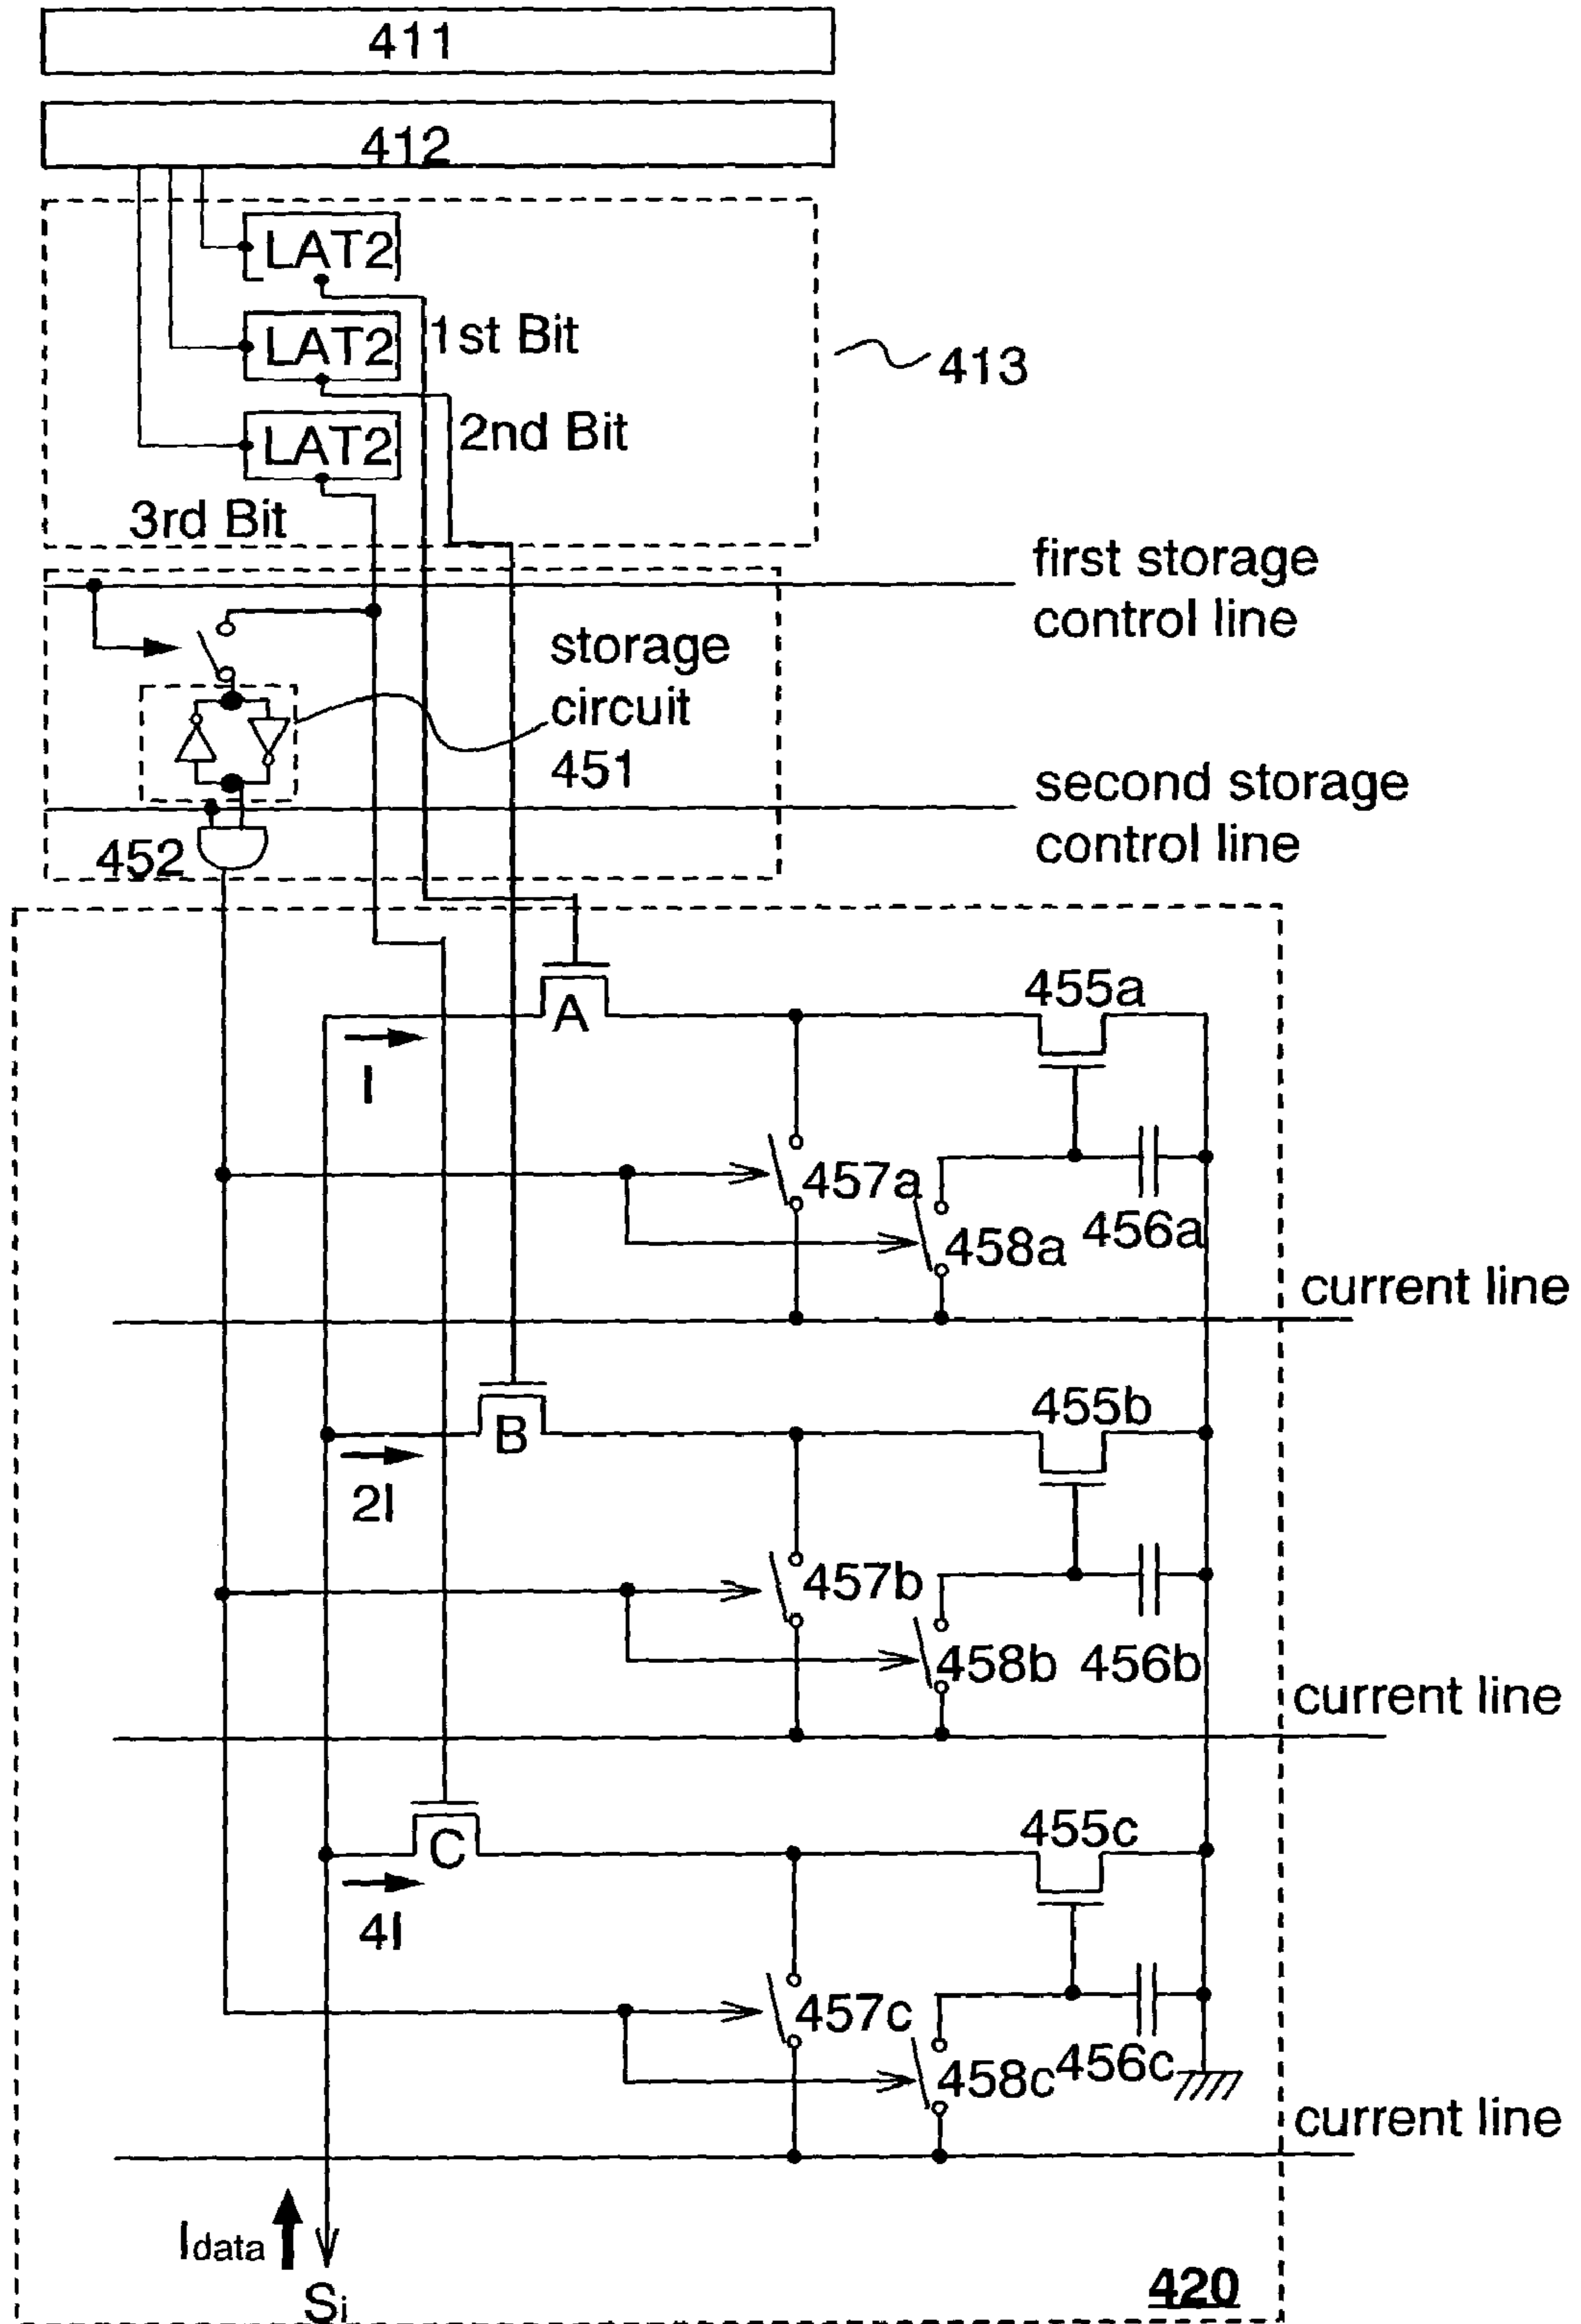 411
412
LAT2
LAT2
1st Bit
413
LAT2
2nd Bit
3rd Bit
first storage
control line
storage
circuit
451
second storage
control line
452
A
455a
I
457a
458a
456a
current line
B
455b
2I
457b
458b
456b
current line
C
455c
4I
457c
458c
456c
current line
Idata
Si
420